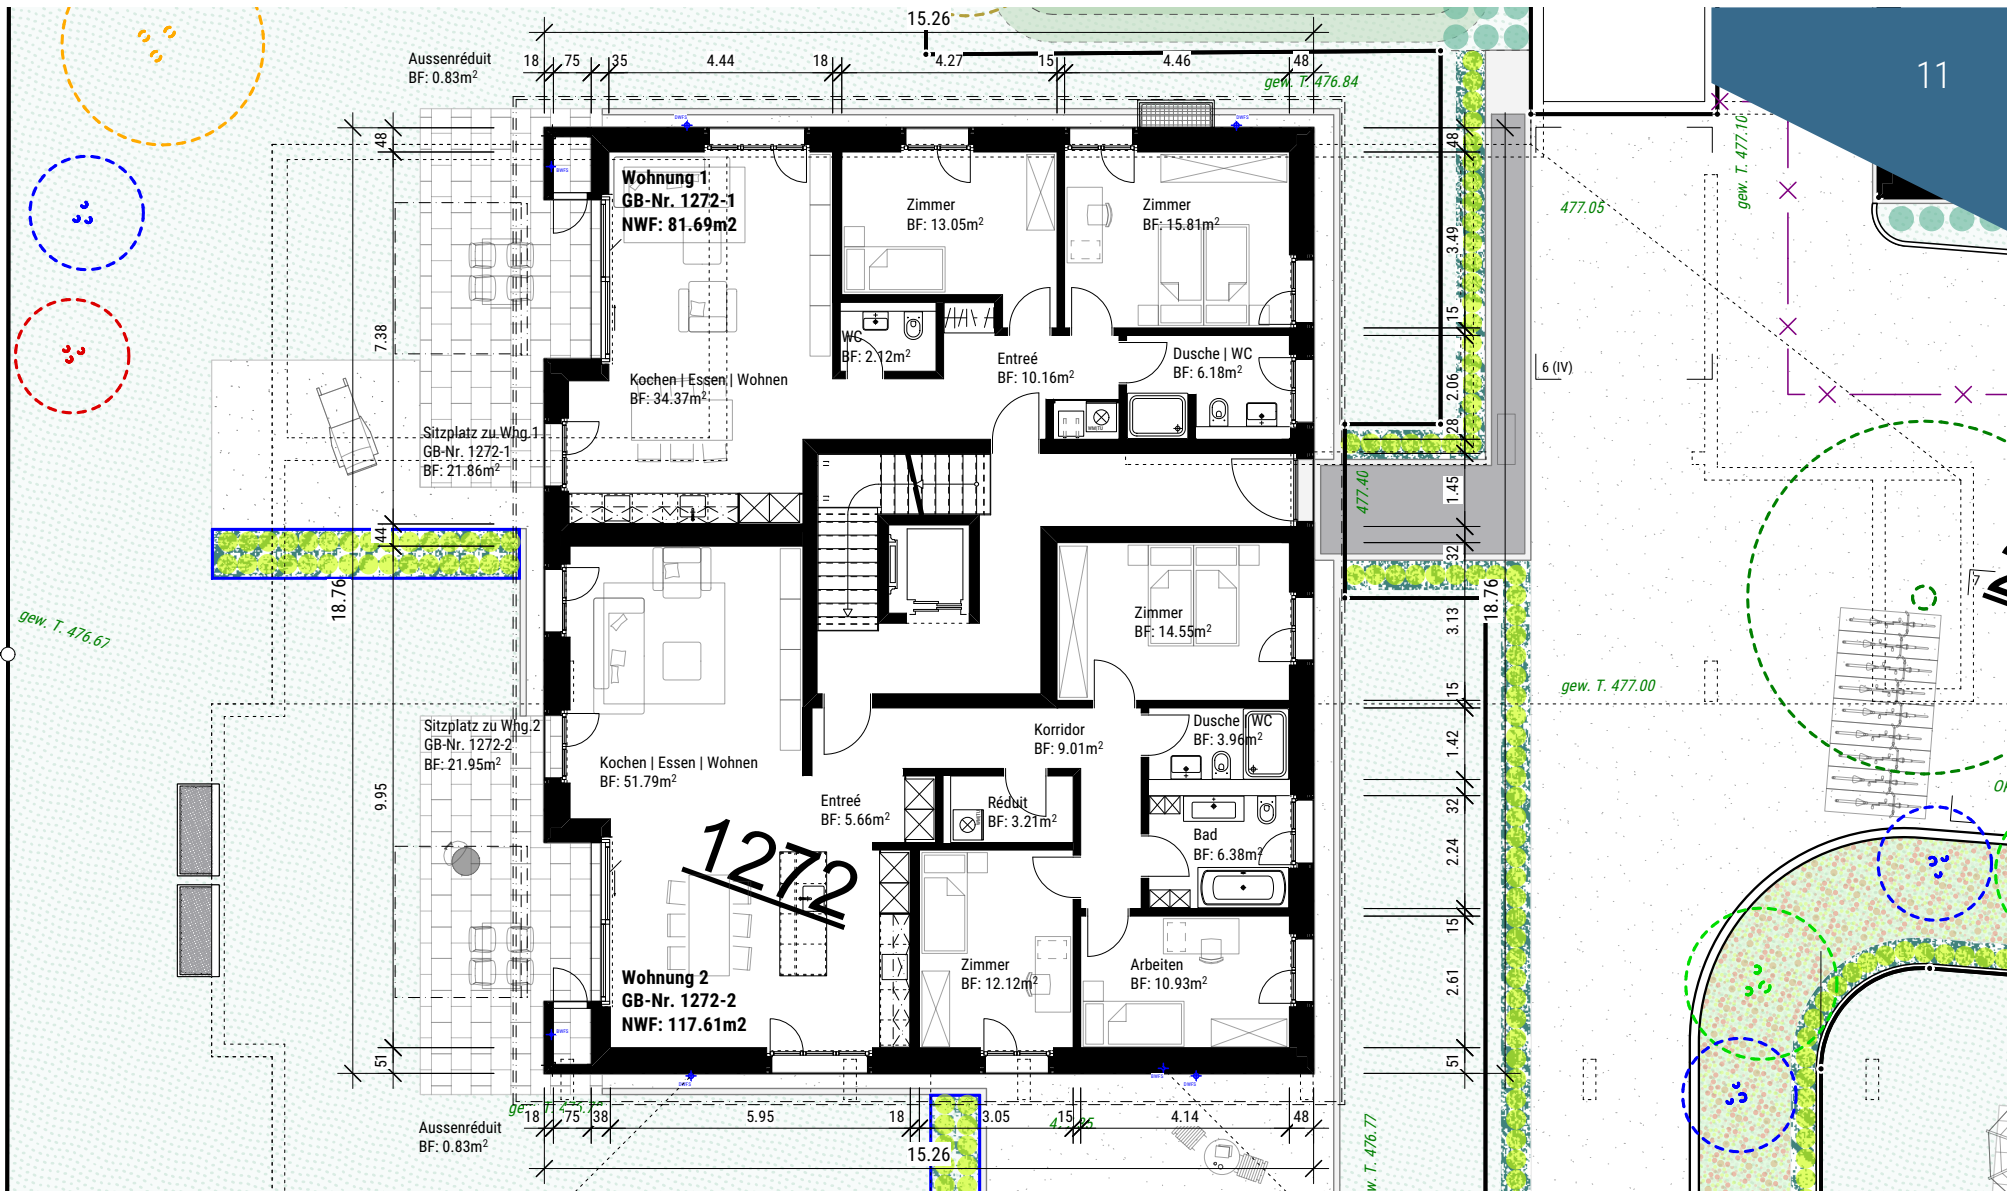 15.26
11
Aussenréduit
BF: 0.83m²
18 75 35 4.44 18 4.27 15 4.46 48
gew. T. 476.84
gew. T. 477.10
477.05
48
3.49
15
2.06
28
1.45
32
3.13
18.76
15
1.42
32
2.24
15
2.61
51
48
7.38
44
18.76
9.95
51
Wohnung 1
GB-Nr. 1272-1
NWF: 81.69m2
Zimmer
BF: 13.05m²
Zimmer
BF: 15.81m²
WC
BF: 2.12m²
Entreé
BF: 10.16m²
Dusche | WC
BF: 6.18m²
Kochen | Essen | Wohnen
BF: 34.37m²
6 (IV)
Sitzplatz zu Whg.1
GB-Nr. 1272-1
BF: 21.86m²
477.40
gew. T. 476.67
Zimmer
BF: 14.55m²
gew. T. 477.00
7
Sitzplatz zu Whg.2
GB-Nr. 1272-2
BF: 21.95m²
Kochen | Essen | Wohnen
BF: 51.79m²
Korridor
BF: 9.01m²
Dusche | WC
BF: 3.96m²
Entreé
BF: 5.66m²
Réduit
BF: 3.21m²
Bad
BF: 6.38m²
1272
Zimmer
BF: 12.12m²
Arbeiten
BF: 10.93m²
Wohnung 2
GB-Nr. 1272-2
NWF: 117.61m2
Aussenréduit
BF: 0.83m²
18 75 38 5.95 18 3.05 15 4.14 48
15.26
w. T. 476.77